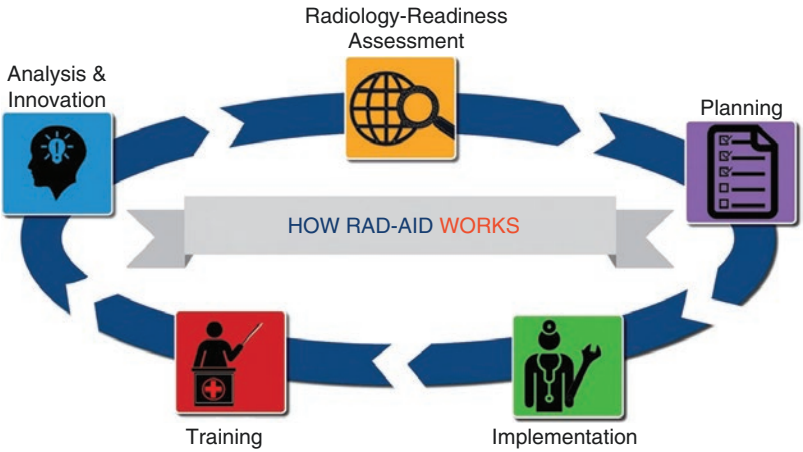 Radiology-Readiness
Assessment
Analysis &
Innovation
Planning
HOW RAD-AID WORKS
Training
Implementation